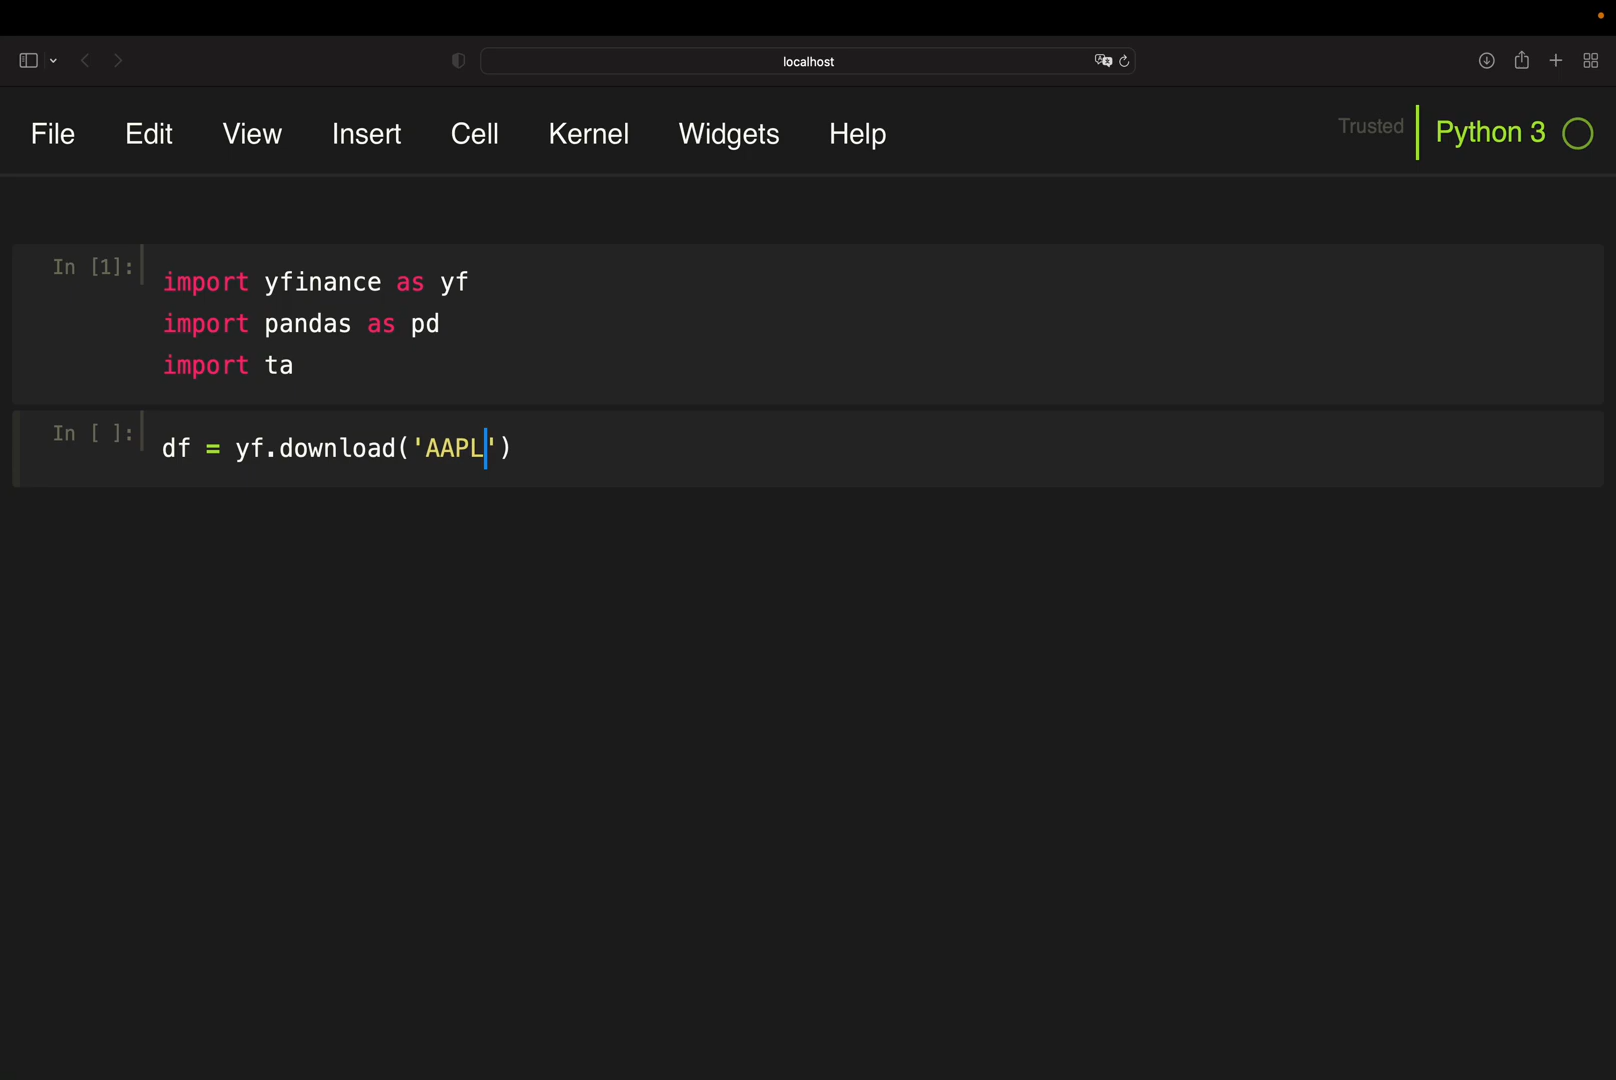 localhost
File Edit View Insert Cell Kernel Widgets Help Trusted Python 3
In [1]: import yfinance as yf
import pandas as pd
import ta
In [ ]: df = yf.download('AAPL')